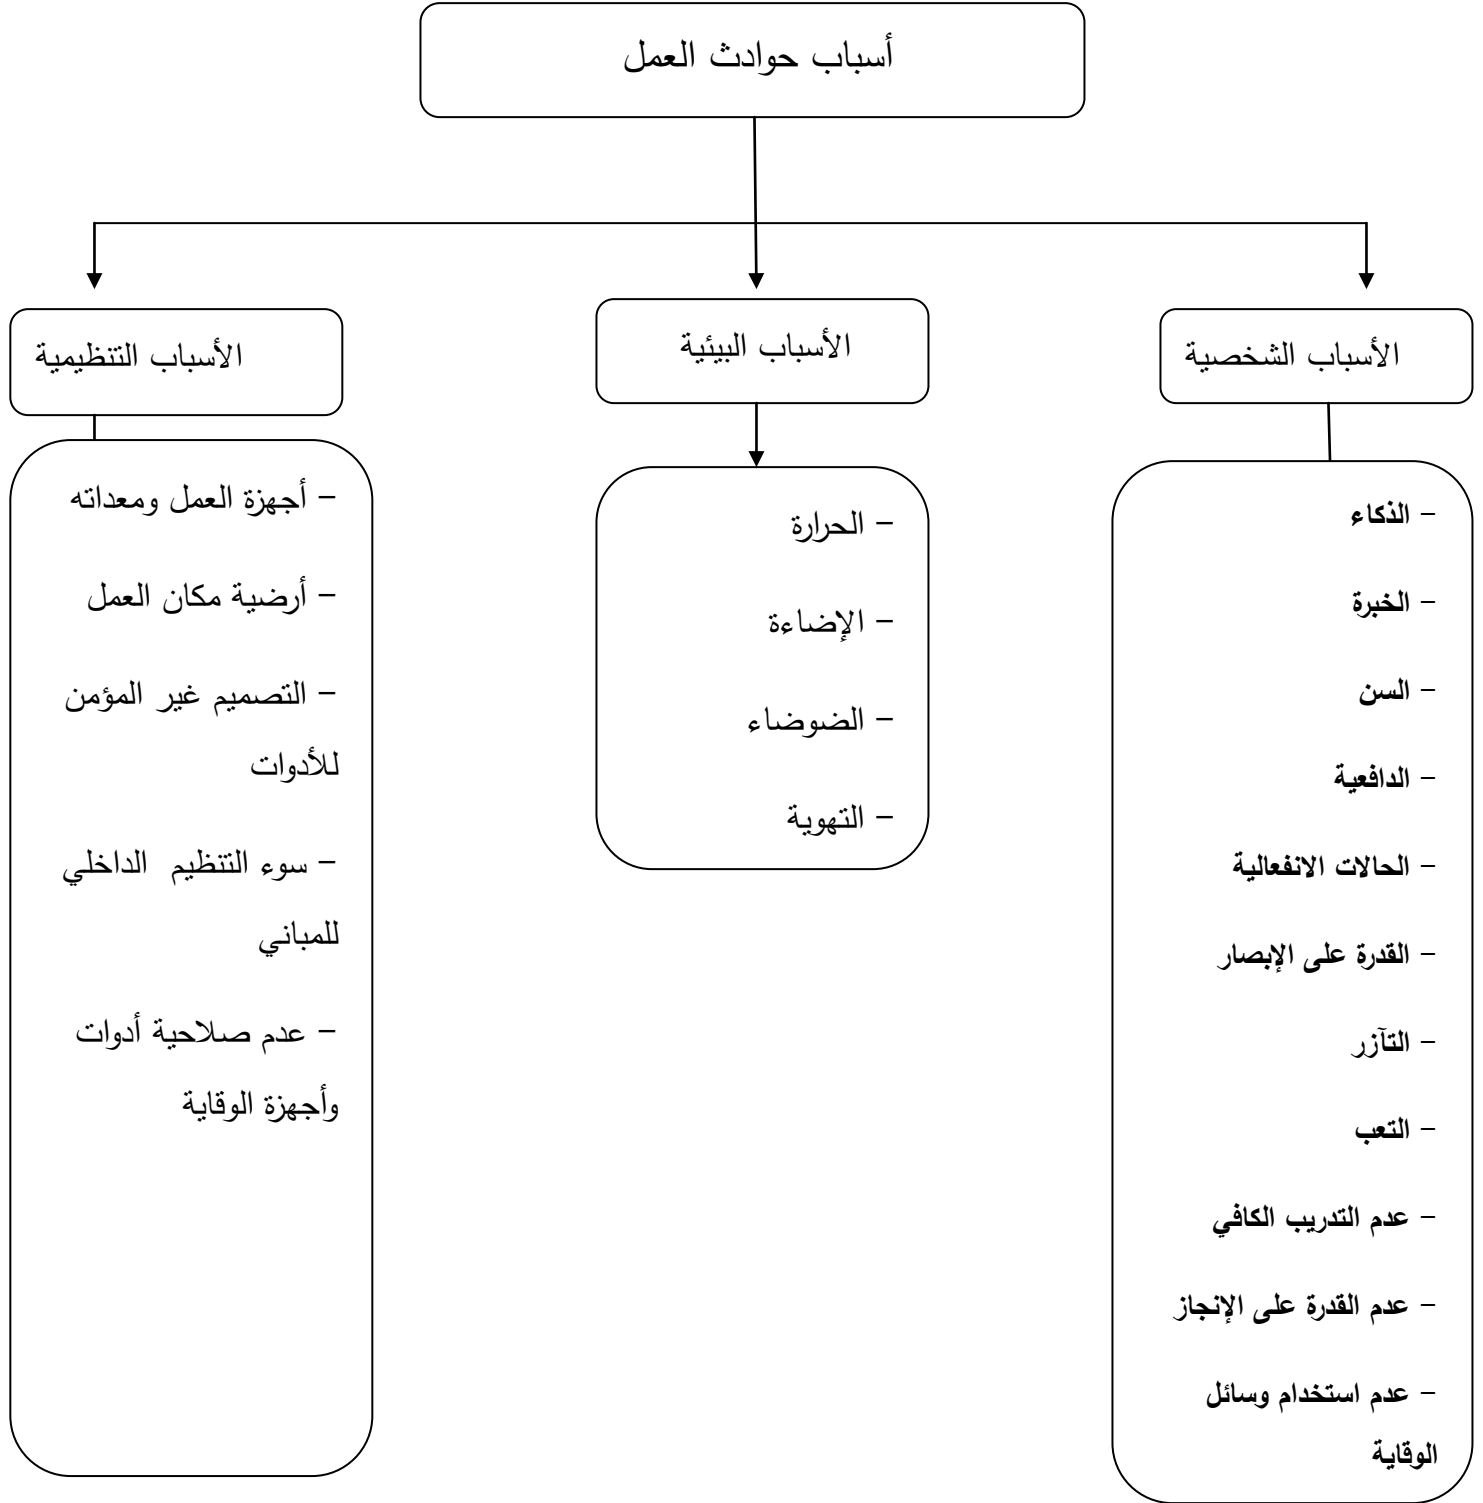 أسباب حوادث العمل
الأسباب الشخصية
- الذكاء
- الخبرة
- السن
- الدافعية
- الحالات الانفعالية
- القدرة على الإبصار
- التآزر
- التعب
- عدم التدريب الكافي
- عدم القدرة على الإنجاز
- عدم استخدام وسائل
الوقاية
الأسباب البيئية
- الحرارة
- الإضاءة
- الضوضاء
- التهوية
الأسباب التنظيمية
- أجهزة العمل ومعداته
- أرضية مكان العمل
- التصميم غير المؤمن
للأدوات
- سوء التنظيم الداخلي
للمباني
- عدم صلاحية أدوات
وأجهزة الوقاية